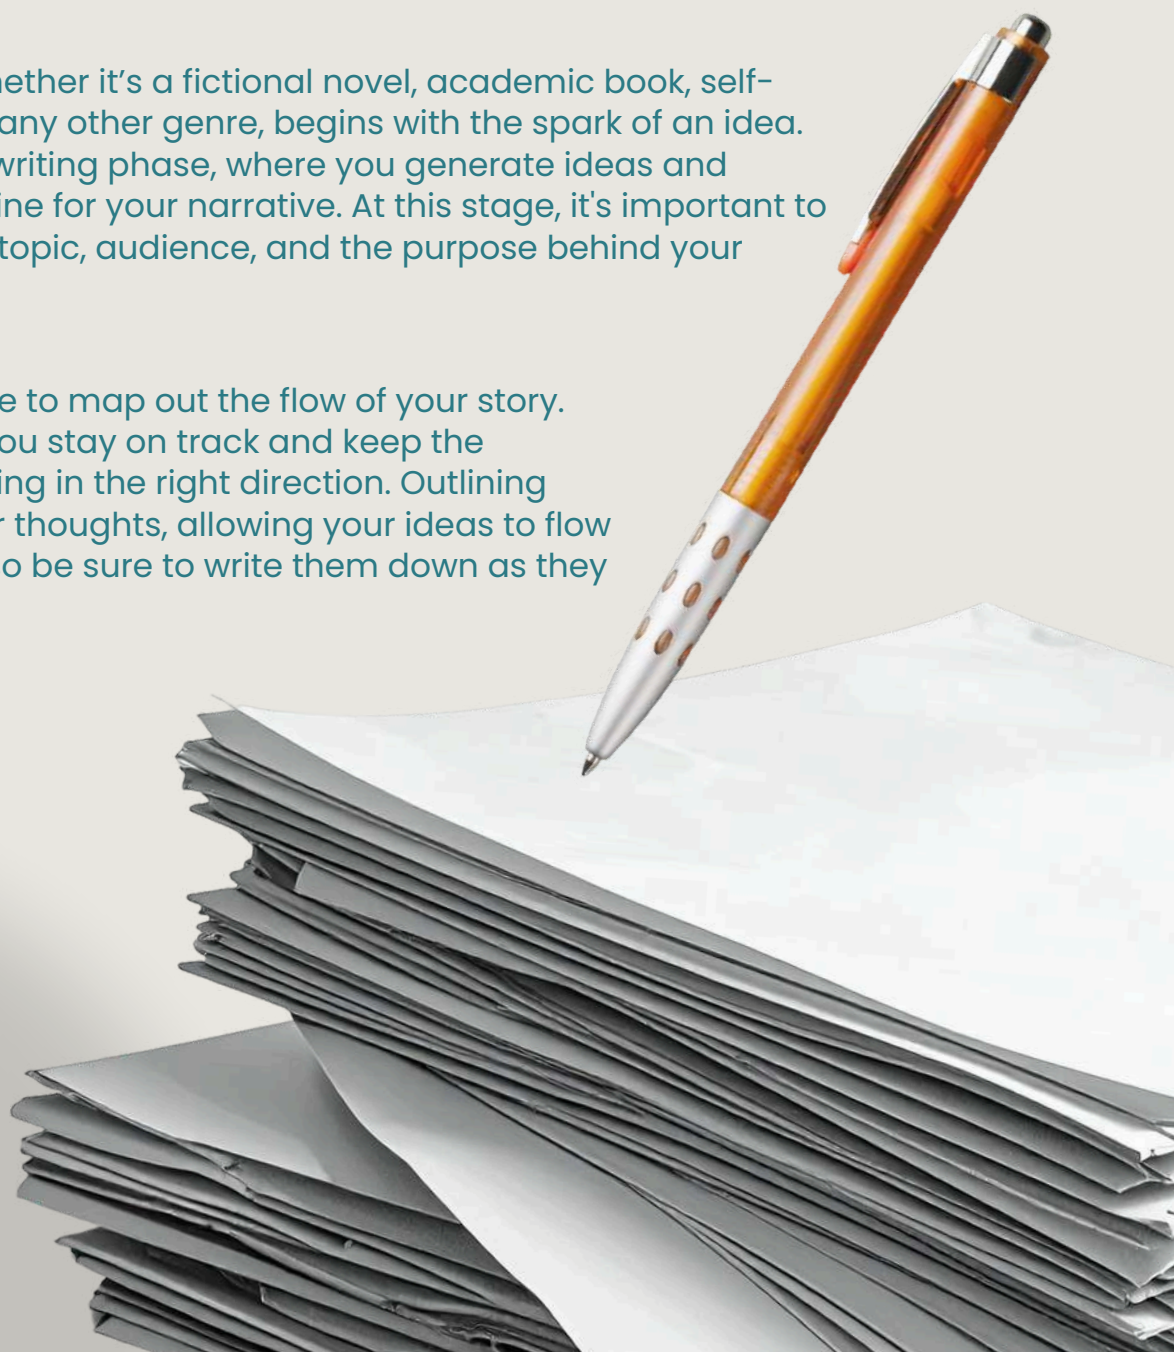 ether it’s a fictional novel, academic book, self-
any other genre, begins with the spark of an idea.
writing phase, where you generate ideas and
ine for your narrative. At this stage, it's important to
topic, audience, and the purpose behind your
e to map out the flow of your story.
ou stay on track and keep the
ing in the right direction. Outlining
r thoughts, allowing your ideas to flow
o be sure to write them down as they